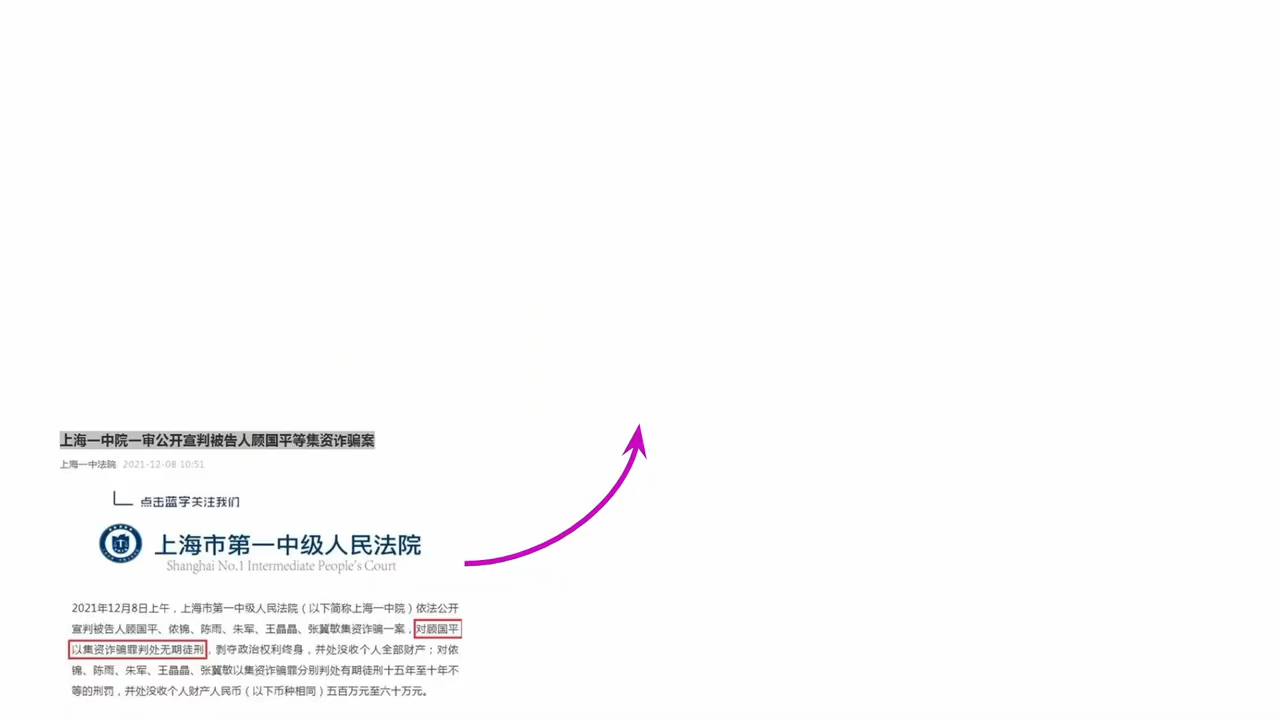 上海一中院一审公开宣判被告人顾国平等集资诈骗案
上海一中法院 2021-12-08 10:51
点击蓝字关注我们
上海市第一中级人民法院
Shanghai No.1 Intermediate People's Court
2021年12月8日上午，上海市第一中级人民法院（以下简称上海一中院）依法公开
宣判被告人顾国平、侬锦、陈雨、朱军、王晶晶、张冀敏集资诈骗一案，对顾国平
以集资诈骗罪判处无期徒刑，剥夺政治权利终身，并处没收个人全部财产；对侬
锦、陈雨、朱军、王晶晶、张冀敏以集资诈骗罪分别判处有期徒刑十五年至十年不
等的刑罚，并处没收个人财产人民币（以下币种相同）五百万元至六十万元。